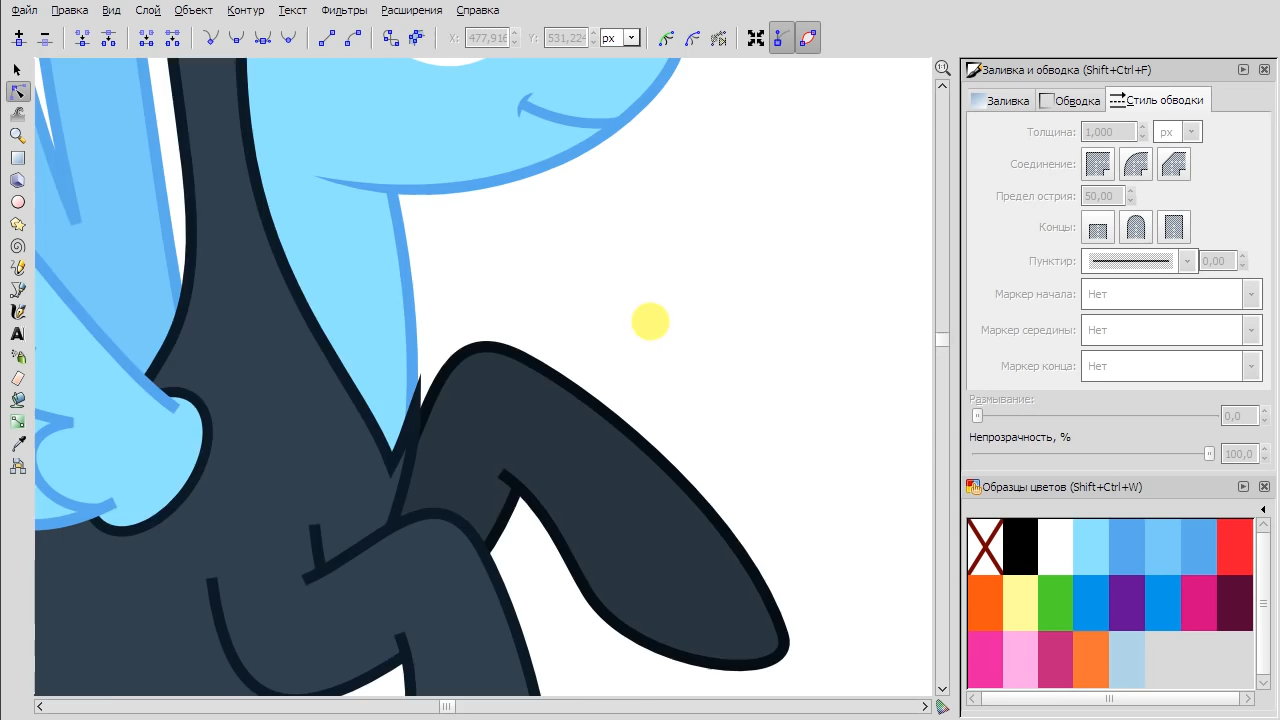 Файл Правка Вид Слой Объект Контур Текст Фильтры Расширения Справка
X: 477,916 Y: 531,224 px
Заливка и обводка (Shift+Ctrl+F)
Заливка Обводка Стиль обводки
Толщина: 1,000 px
Соединение:
Предел острия: 50,00
Концы:
Пунктир: 0,00
Маркер начала: Нет
Маркер середины: Нет
Маркер конца: Нет
Размывание:
0,0
Непрозрачность, %
100,0
Образцы цветов (Shift+Ctrl+W)